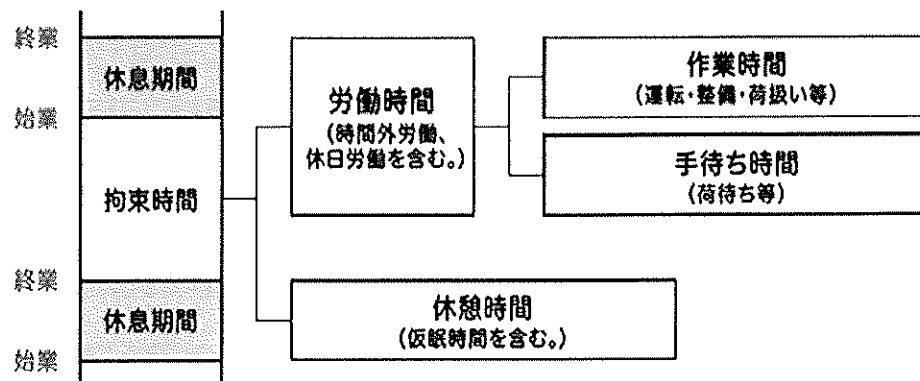 終業
休息期間
始業
拘束時間
終業
休息期間
始業
労働時間
(時間外労働、
休日労働を含む。)
作業時間
(運転・整備・荷扱い等)
手待ち時間
(荷待ち等)
休憩時間
(仮眠時間を含む。)